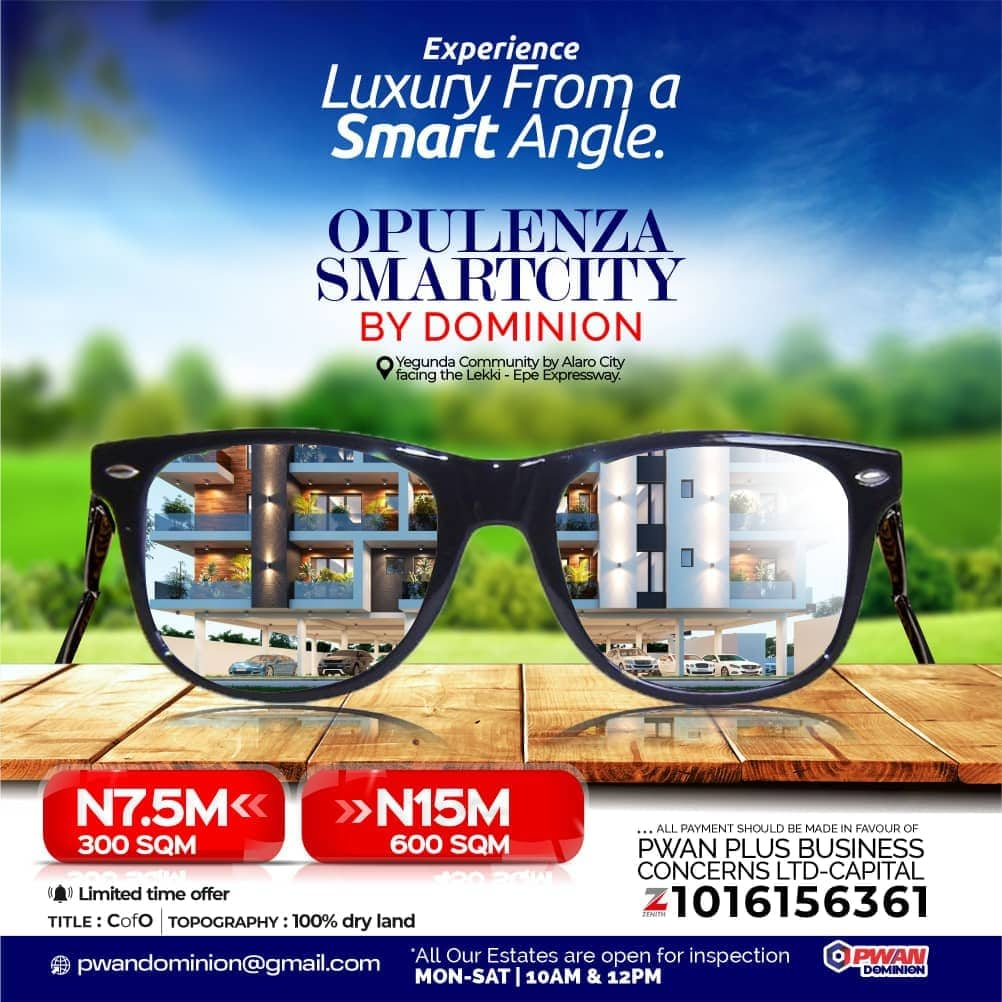 Experience
Luxury From a
Smart Angle.
OPULENZA
SMARTCITY
BY DOMINION
Yegunda Community by Alaro City
facing the Lekki - Epe Expressway.
N7.5M<<
300 SQM
>>N15M
600 SQM
... ALL PAYMENT SHOULD BE MADE IN FAVOUR OF
PWAN PLUS BUSINESS
CONCERNS LTD-CAPITAL
ZENITH 1016156361
Limited time offer
TITLE : CofO | TOPOGRAPHY : 100% dry land
pwandominion@gmail.com
*All Our Estates are open for inspection
MON-SAT | 10AM & 12PM
PWAN
DOMINION